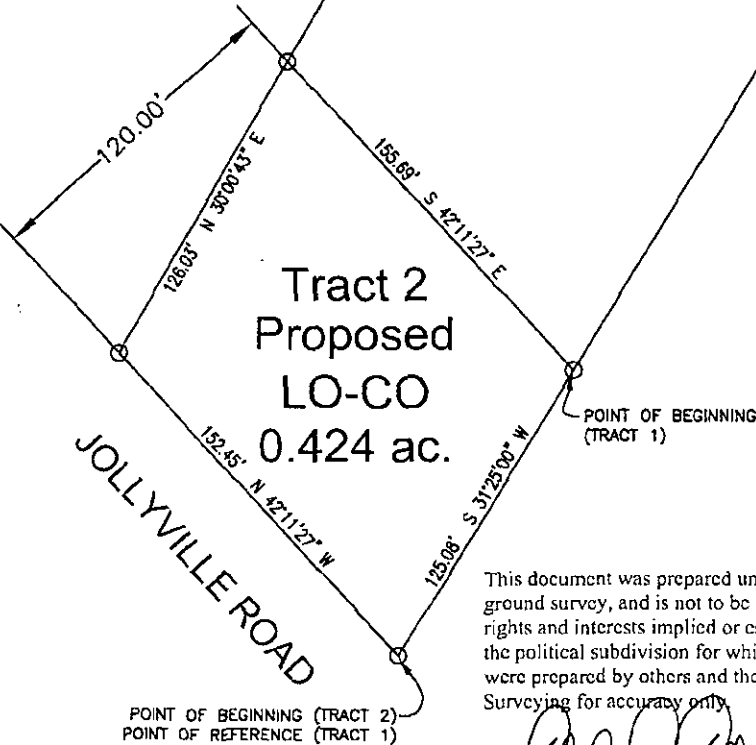 120.00'
126.03' N 30°00'43" E
155.69' S 42°11'27" E
Tract 2
Proposed
LO-CO
0.424 ac.
POINT OF BEGINNING
(TRACT 1)
152.45' N 42°11'27" W
125.08' S 31°25'00" W
JOLLYVILLE ROAD
This document was prepared un
ground survey, and is not to be
rights and interests implied or
the political subdivision for whi
were prepared by others and the
Surveying for accuracy only.
POINT OF BEGINNING (TRACT 2)
POINT OF REFERENCE (TRACT 1)